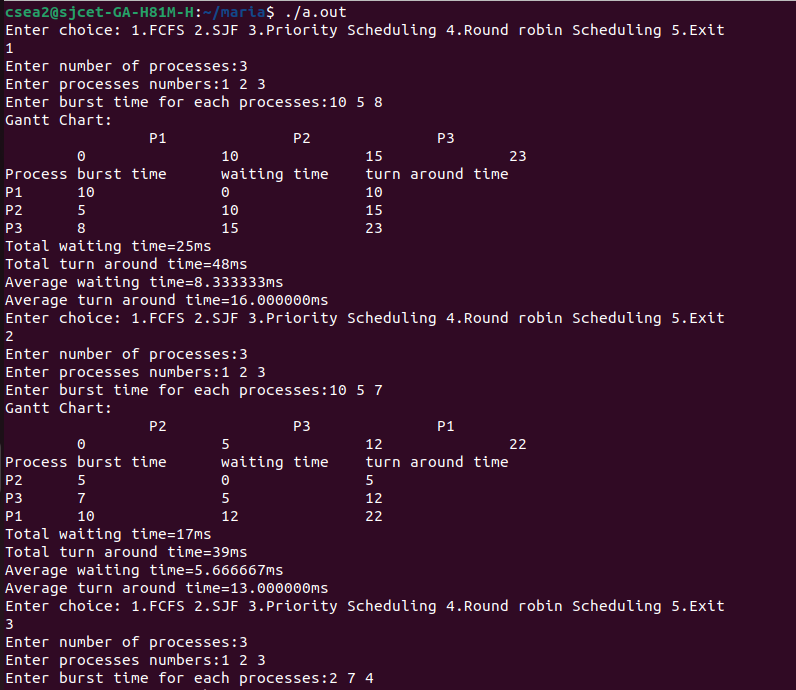 csea2@sjcet-GA-H81M-H:~/maria$ ./a.out
Enter choice: 1.FCFS 2.SJF 3.Priority Scheduling 4.Round robin Scheduling 5.Exit
1
Enter number of processes:3
Enter processes numbers:1 2 3
Enter burst time for each processes:10 5 8
Gantt Chart:
                P1              P2              P3
        0               10              15              23
Process burst time      waiting time    turn around time
P1      10              0               10
P2      5               10              15
P3      8               15              23
Total waiting time=25ms
Total turn around time=48ms
Average waiting time=8.333333ms
Average turn around time=16.000000ms
Enter choice: 1.FCFS 2.SJF 3.Priority Scheduling 4.Round robin Scheduling 5.Exit
2
Enter number of processes:3
Enter processes numbers:1 2 3
Enter burst time for each processes:10 5 7
Gantt Chart:
                P2              P3              P1
        0               5               12              22
Process burst time      waiting time    turn around time
P2      5               0               5
P3      7               5               12
P1      10              12              22
Total waiting time=17ms
Total turn around time=39ms
Average waiting time=5.666667ms
Average turn around time=13.000000ms
Enter choice: 1.FCFS 2.SJF 3.Priority Scheduling 4.Round robin Scheduling 5.Exit
3
Enter number of processes:3
Enter processes numbers:1 2 3
Enter burst time for each processes:2 7 4